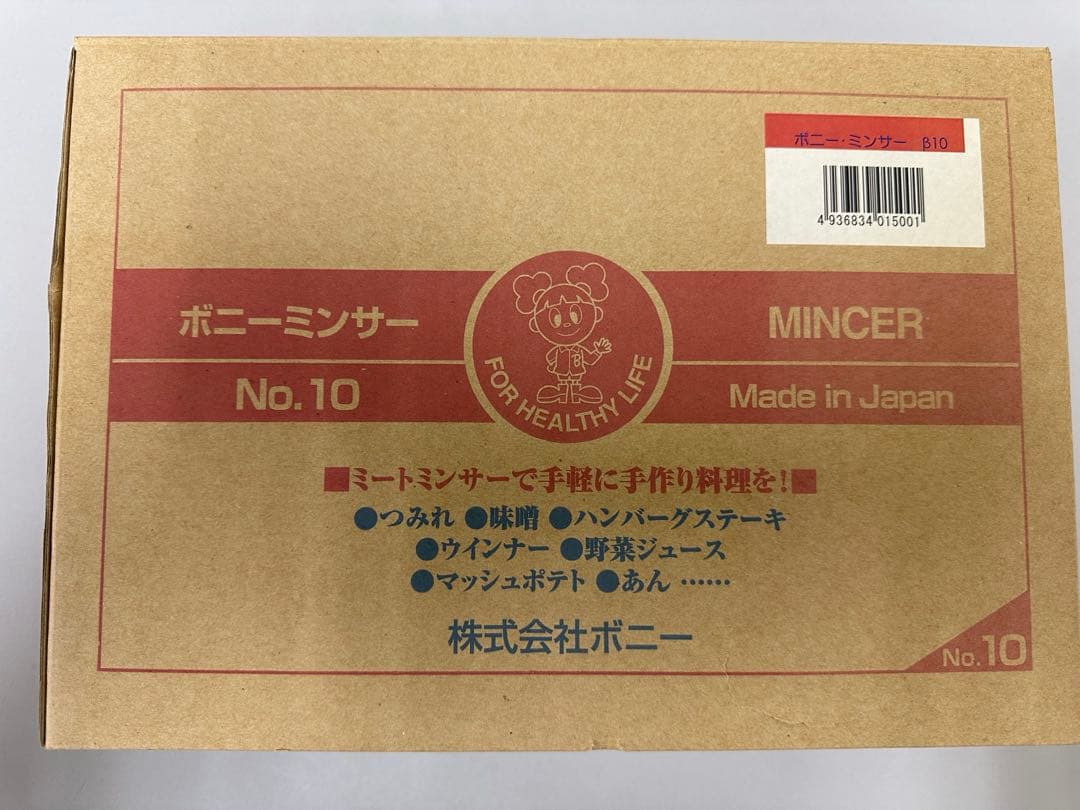 ボニー・ミンサー β10
4 936834 015001
ボニーミンサー
MINCER
No.10
Made in Japan
B
FOR HEALTHY LIFE
■ミートミンサーで手軽に手作り料理を!■
●つみれ ●味噌 ●ハンバーグステーキ
●ウインナー ●野菜ジュース
●マッシュポテト ●あん ……
株式会社ボニー
No.10